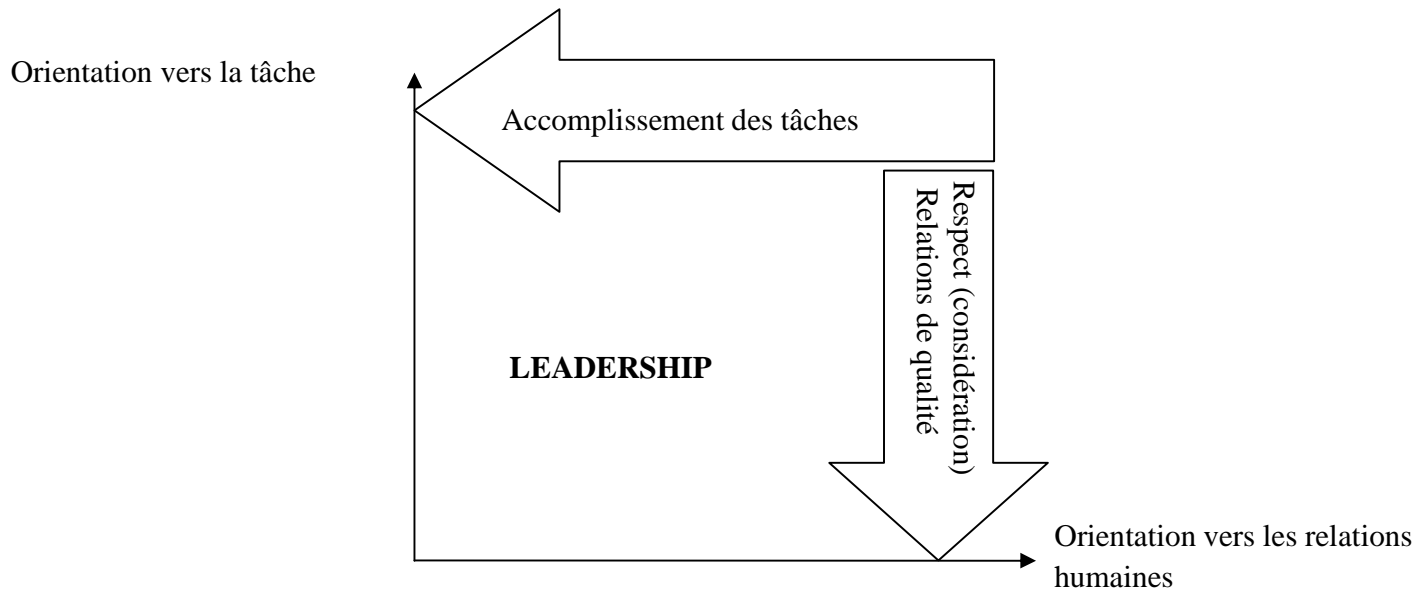 Orientation vers la tâche
Accomplissement des tâches
Respect (considération)
Relations de qualité
LEADERSHIP
Orientation vers les relations
humaines